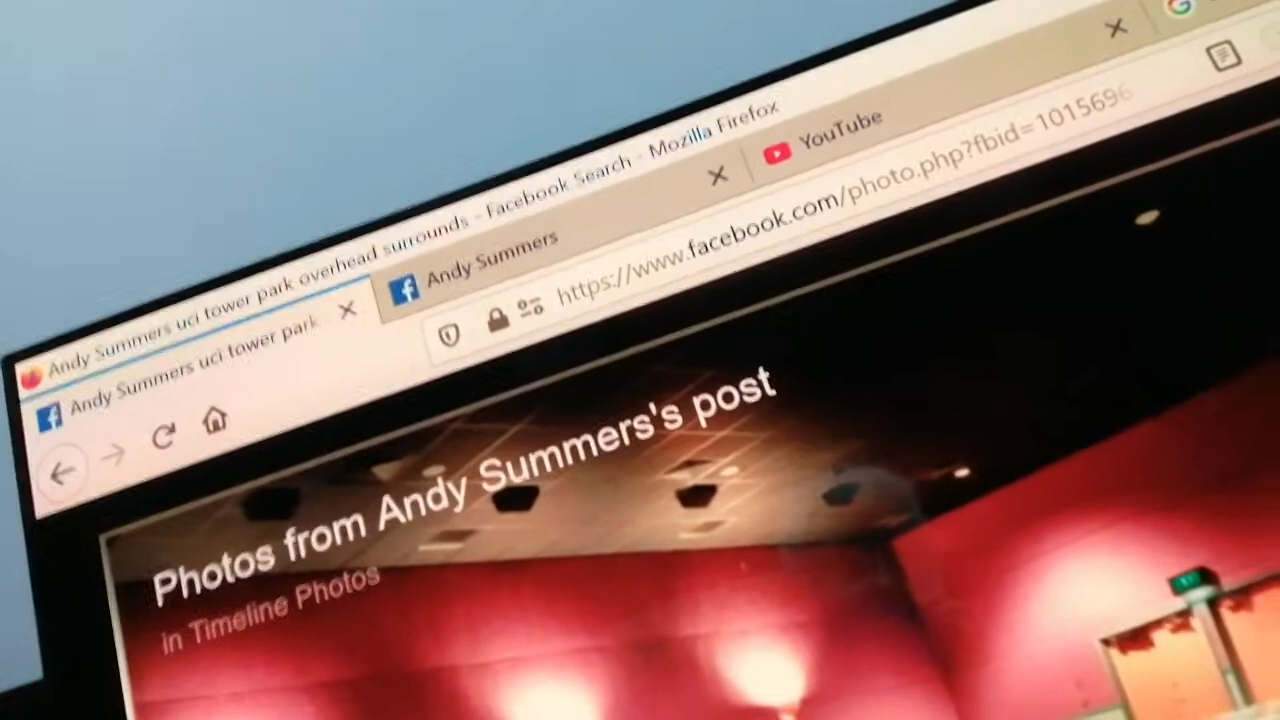 Andy Summers uci tower park overhead surrounds - Facebook Search - Mozilla Firefox
Andy Summers uci tower park
Andy Summers
YouTube
https://www.facebook.com/photo.php?fbid=1015696
Photos from Andy Summers's post
in Timeline Photos